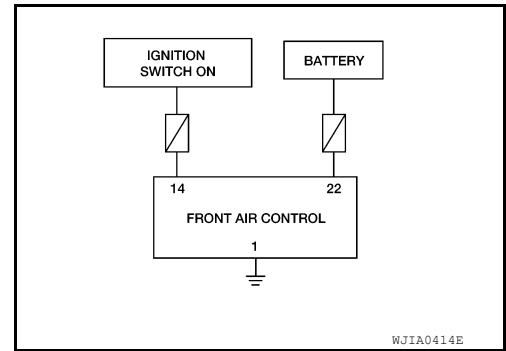 IGNITION
SWITCH ON
BATTERY
14
22
FRONT AIR CONTROL
1
WJIA0414E